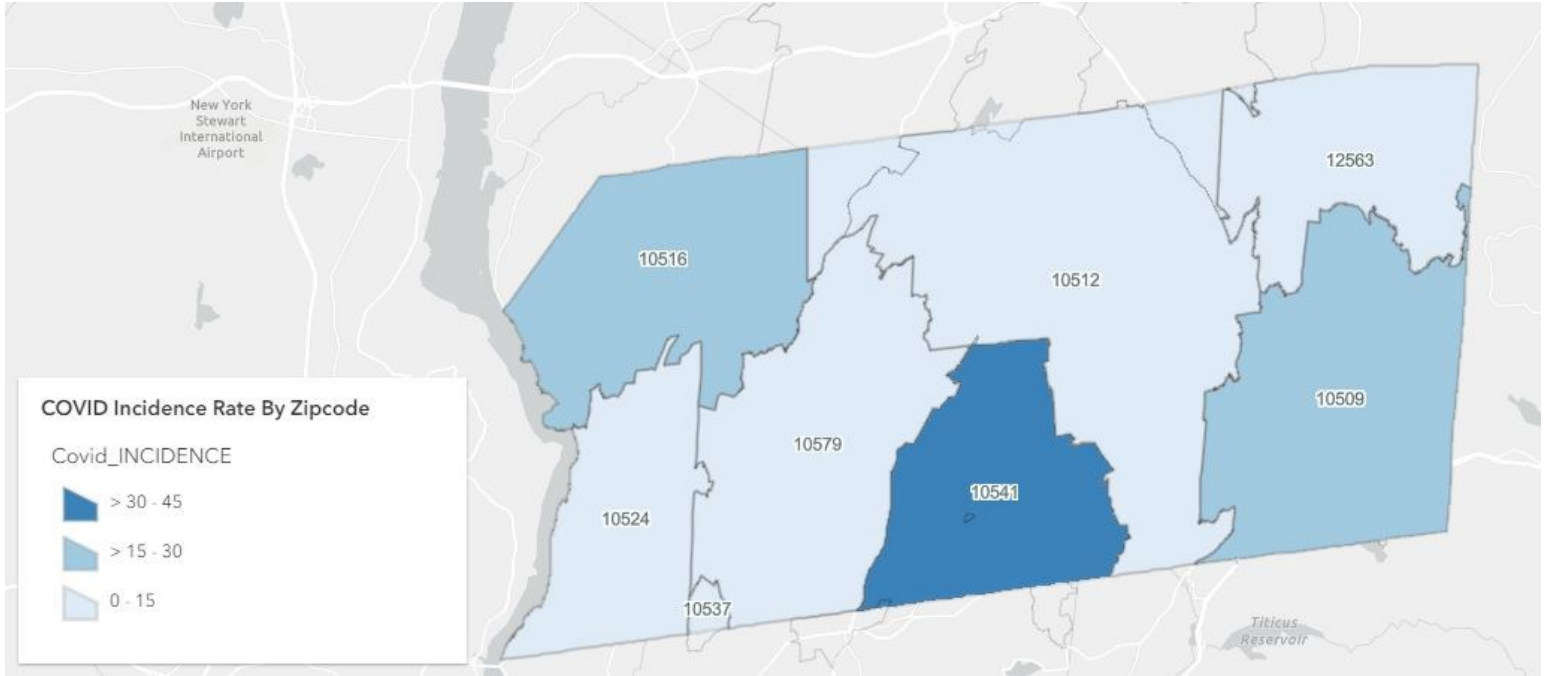 New York
Stewart
International
Airport
12563
10516
10512
10509
10579
10541
10524
10537
Titicus
Reservoir
COVID Incidence Rate By Zipcode
Covid_INCIDENCE
> 30 - 45
> 15 - 30
0 - 15